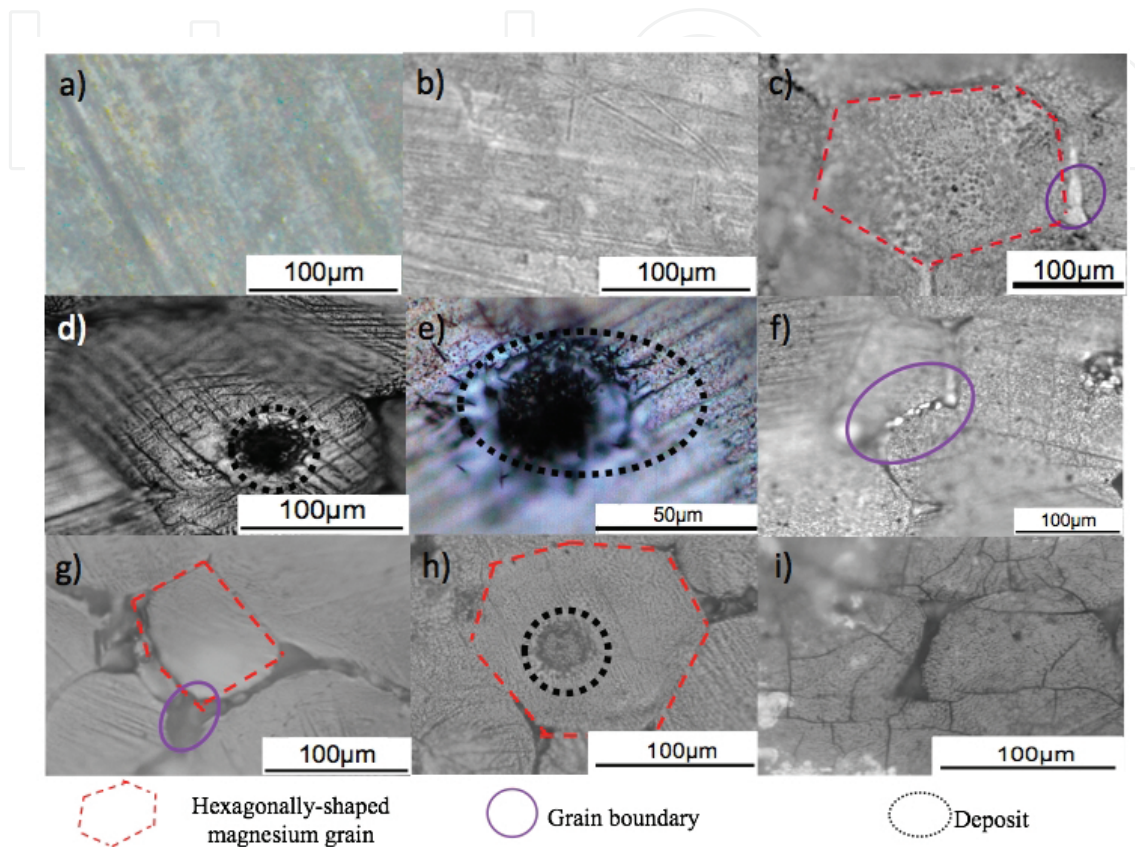 a)
b)
c)
100µm
100µm
100µm
d)
e)
f)
100µm
50µm
100µm
g)
h)
i)
100µm
100µm
100µm
Hexagonally-shaped
magnesium grain
Grain boundary
Deposit